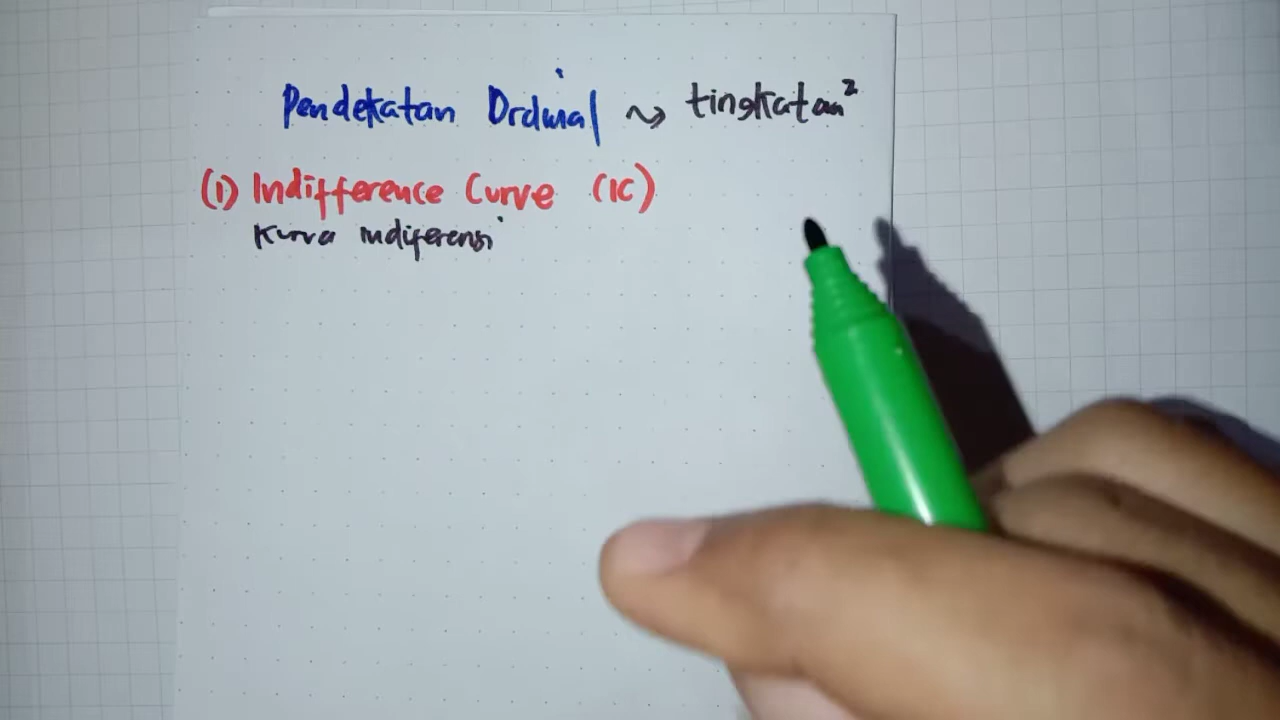 Pendekatan Ordinal ⇝ tingkatan²
(1) Indifference Curve (IC)
Kurva indiferensi